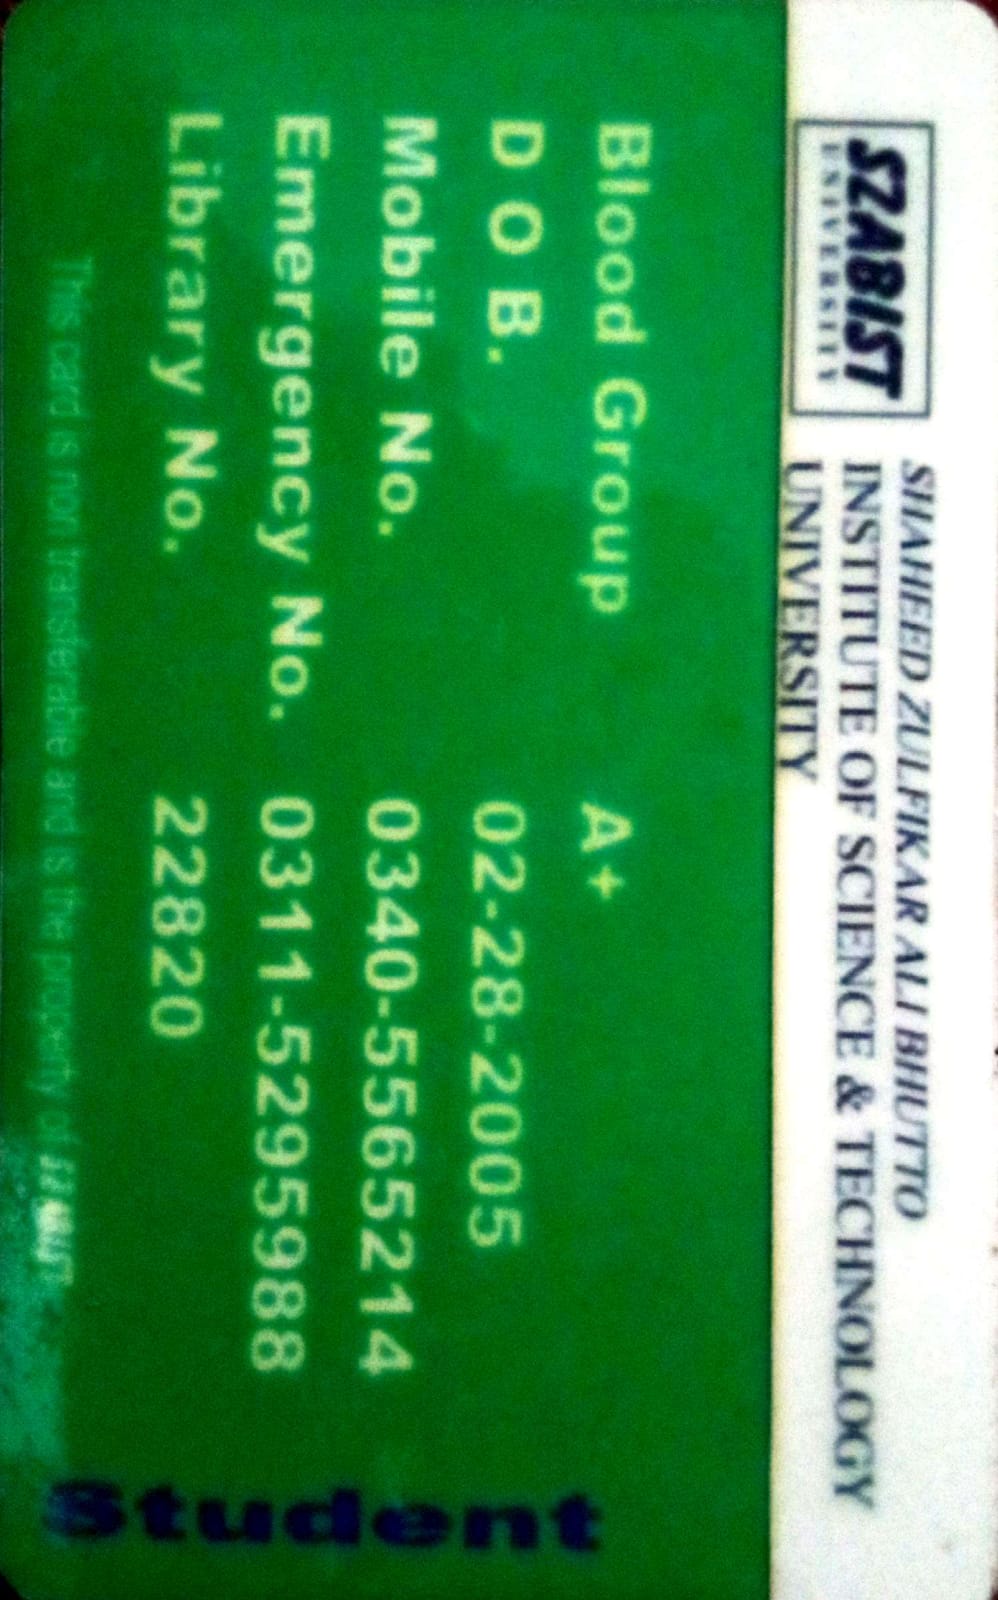 SZABIST
UNIVERSITY
SHAHEED ZULFIKAR ALI BHUTTO
INSTITUTE OF SCIENCE & TECHNOLOGY
UNIVERSITY
Blood Group A+
D O B. 02-28-2005
Mobile No. 0340-5565214
Emergency No. 0311-5295988
Library No. 22820
This card is non transferable and is the property of SZABIST
Student